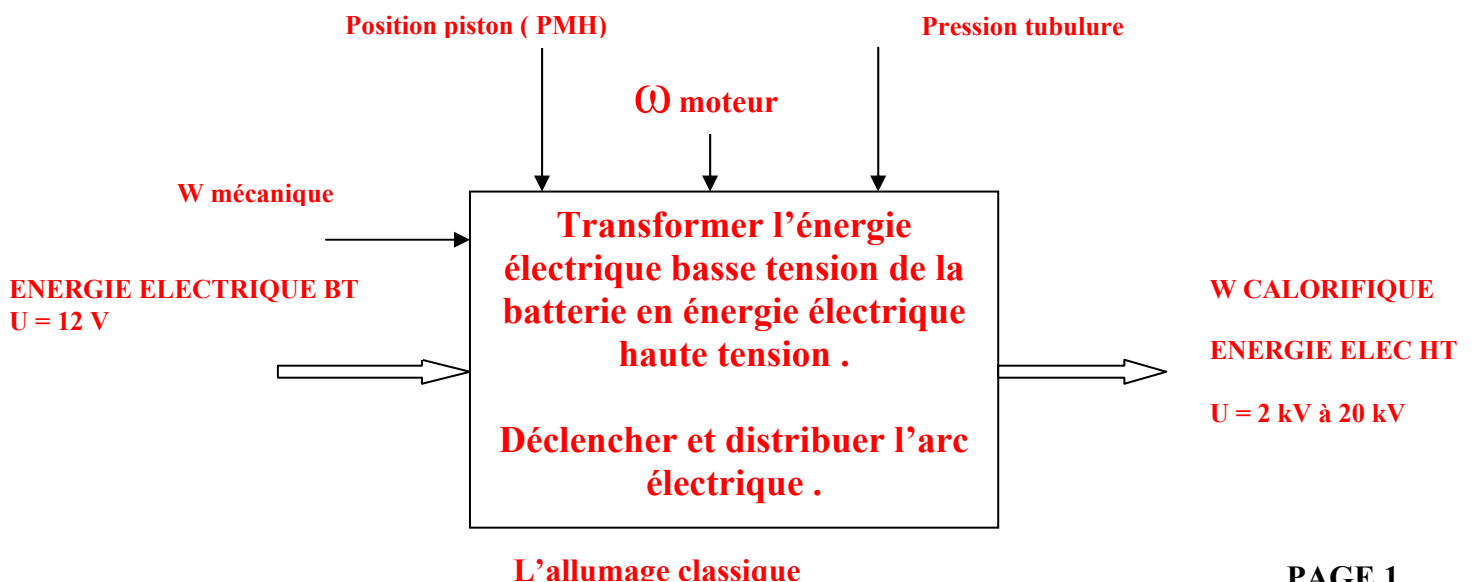 Position piston ( PMH)
Pression tubulure
ω moteur
W mécanique
ENERGIE ELECTRIQUE BT
U = 12 V
Transformer l’énergie
électrique basse tension de la
batterie en énergie électrique
haute tension .
Déclencher et distribuer l’arc
électrique .
W CALORIFIQUE
ENERGIE ELEC HT
U = 2 kV à 20 kV
L’allumage classique
PAGE 1